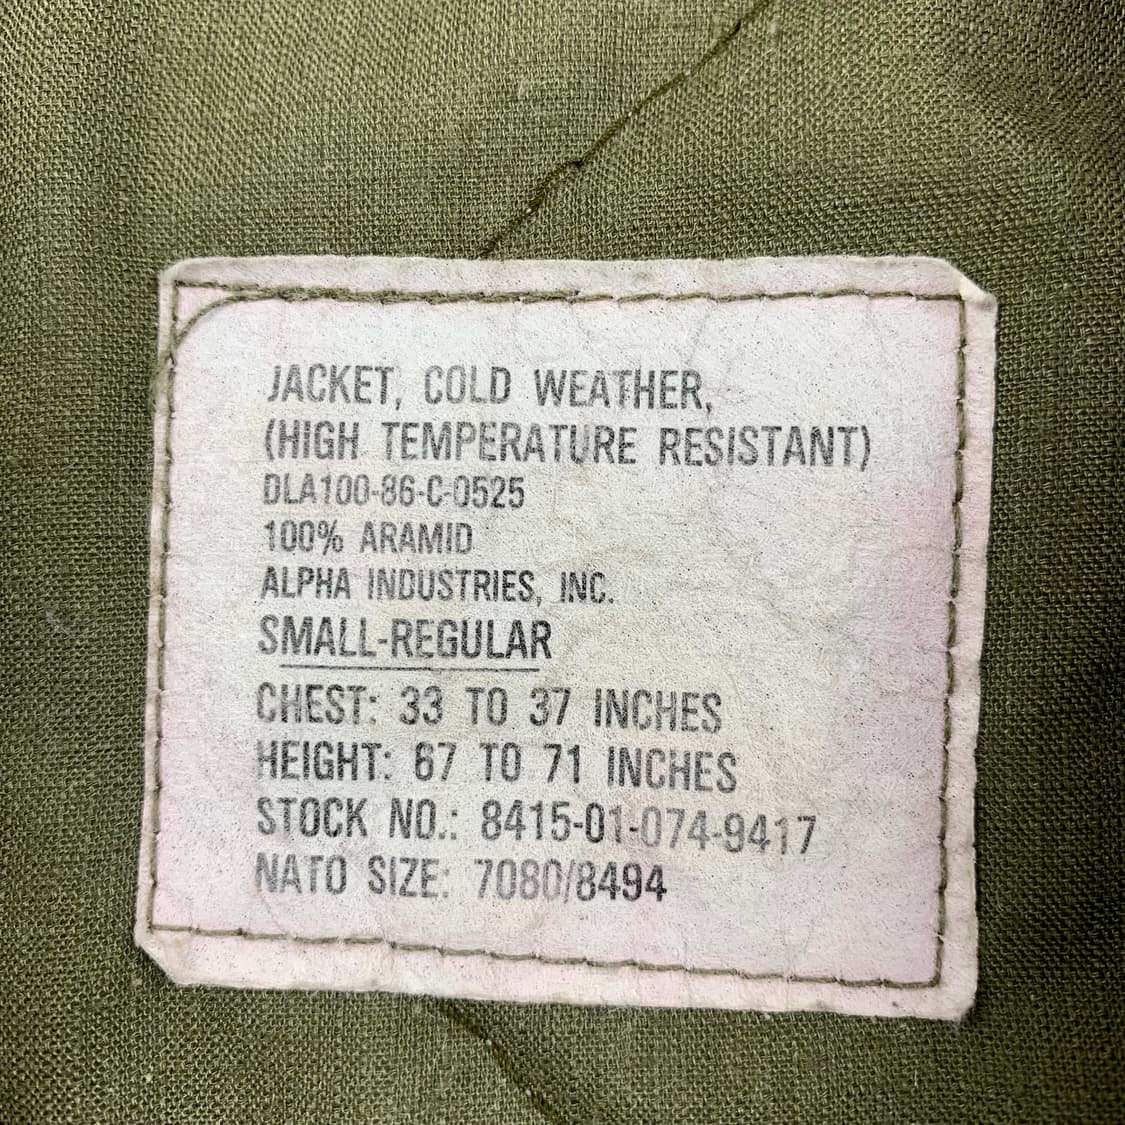 JACKET, COLD WEATHER,
(HIGH TEMPERATURE RESISTANT)
DLA100-86-C-0525
100% ARAMID
ALPHA INDUSTRIES, INC.
SMALL-REGULAR
CHEST: 33 TO 37 INCHES
HEIGHT: 67 TO 71 INCHES
STOCK NO.: 8415-01-074-9417
NATO SIZE: 7080/8494